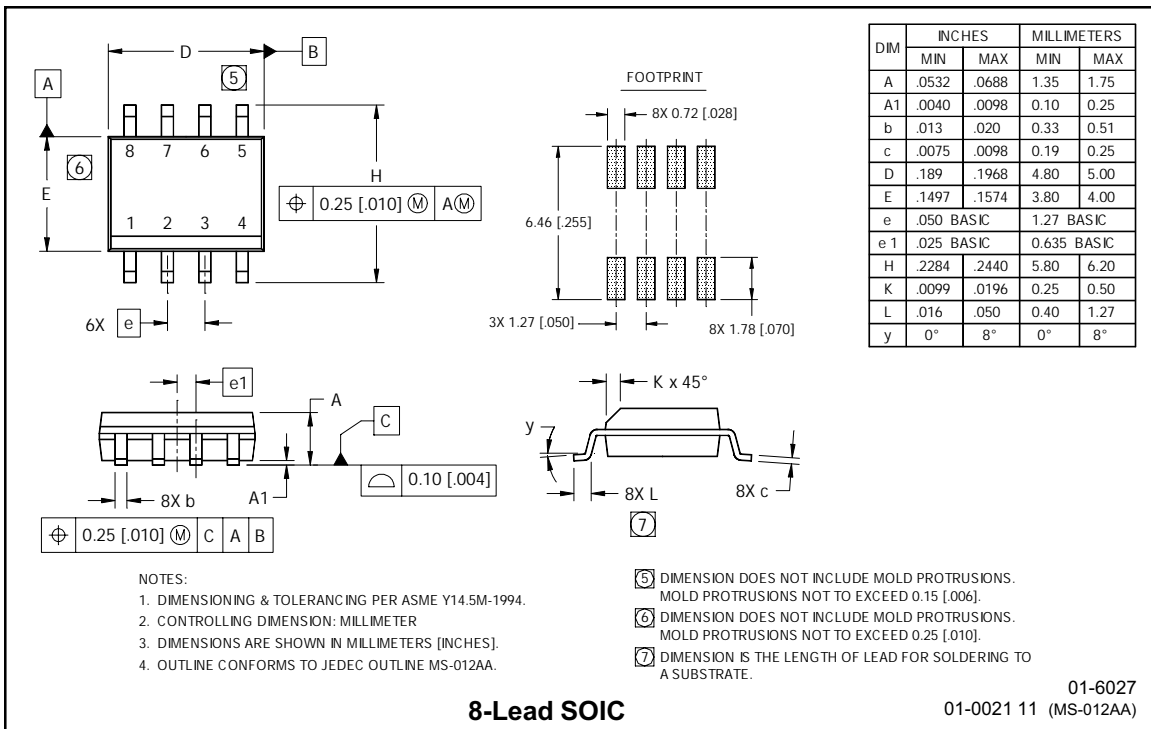 D
B
5
A
8 7 6 5
6
E
H
⌖ 0.25 [.010] Ⓜ AⓂ
1 2 3 4
6X e
FOOTPRINT
8X 0.72 [.028]
6.46 [.255]
3X 1.27 [.050]
8X 1.78 [.070]
DIM INCHES MILLIMETERS
MIN MAX MIN MAX
A .0532 .0688 1.35 1.75
A1 .0040 .0098 0.10 0.25
b .013 .020 0.33 0.51
c .0075 .0098 0.19 0.25
D .189 .1968 4.80 5.00
E .1497 .1574 3.80 4.00
e .050 BASIC 1.27 BASIC
e 1 .025 BASIC 0.635 BASIC
H .2284 .2440 5.80 6.20
K .0099 .0196 0.25 0.50
L .016 .050 0.40 1.27
y 0° 8° 0° 8°
e1
A
C
⌓ 0.10 [.004]
8X b
A1
⌖ 0.25 [.010] Ⓜ C A B
K x 45°
y
8X L
8X c
7
NOTES:
1. DIMENSIONING & TOLERANCING PER ASME Y14.5M-1994.
2. CONTROLLING DIMENSION: MILLIMETER
3. DIMENSIONS ARE SHOWN IN MILLIMETERS [INCHES].
4. OUTLINE CONFORMS TO JEDEC OUTLINE MS-012AA.
5 DIMENSION DOES NOT INCLUDE MOLD PROTRUSIONS.
MOLD PROTRUSIONS NOT TO EXCEED 0.15 [.006].
6 DIMENSION DOES NOT INCLUDE MOLD PROTRUSIONS.
MOLD PROTRUSIONS NOT TO EXCEED 0.25 [.010].
7 DIMENSION IS THE LENGTH OF LEAD FOR SOLDERING TO
A SUBSTRATE.
8-Lead SOIC
01-6027
01-0021 11 (MS-012AA)